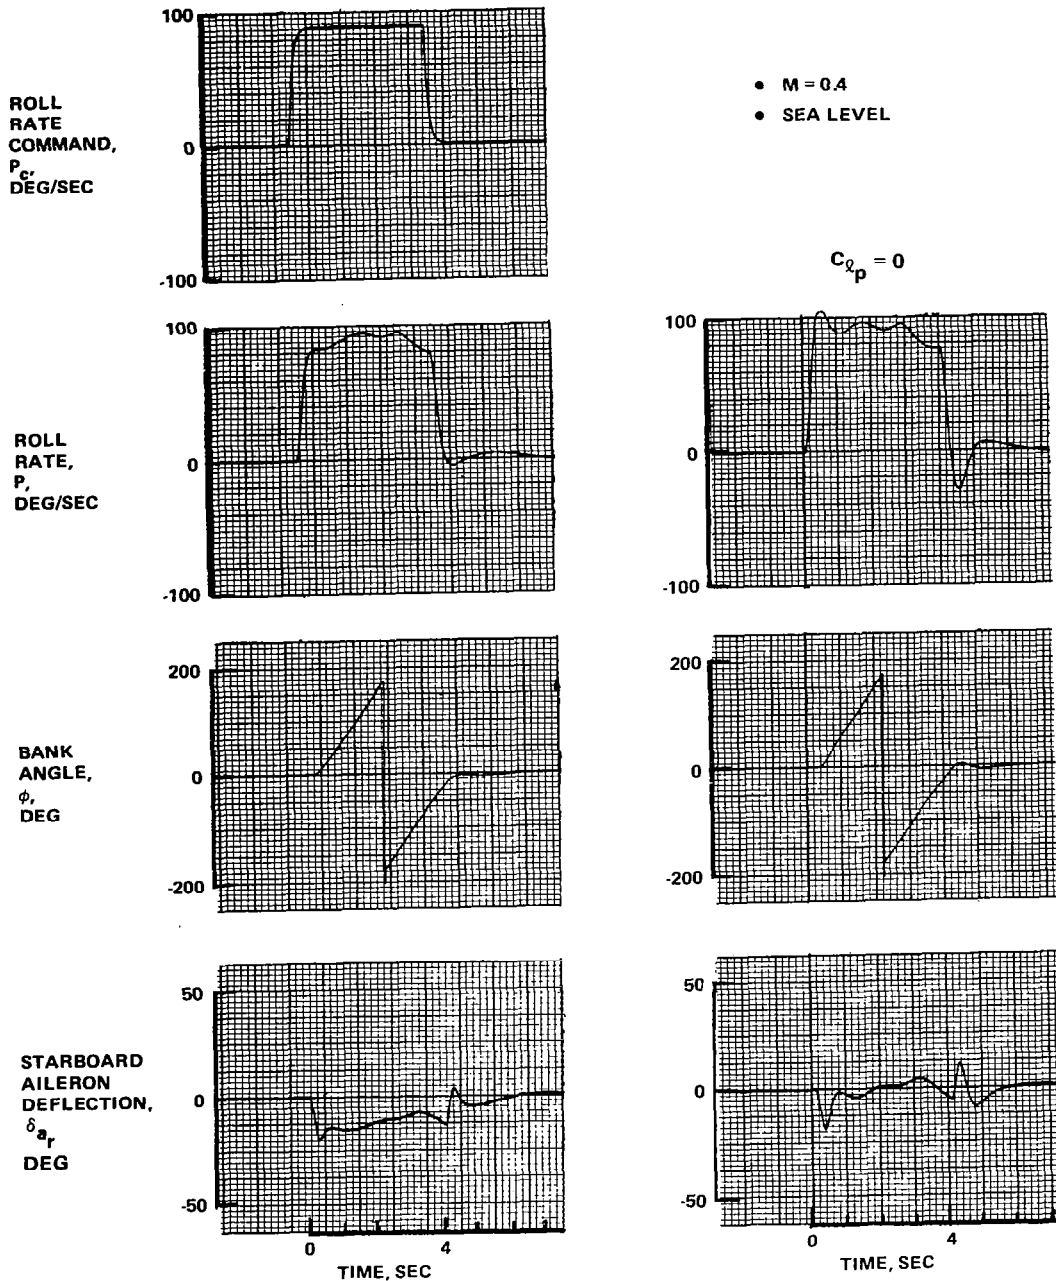 ROLL
RATE
COMMAND,
Pc,
DEG/SEC
100
0
-100
• M = 0.4
• SEA LEVEL
Cℓp = 0
ROLL
RATE,
P,
DEG/SEC
100
0
-100
100
0
-100
BANK
ANGLE,
φ,
DEG
200
0
-200
200
0
-200
STARBOARD
AILERON
DEFLECTION,
δar
DEG
50
0
-50
50
0
-50
0
4
TIME, SEC
0
4
TIME, SEC